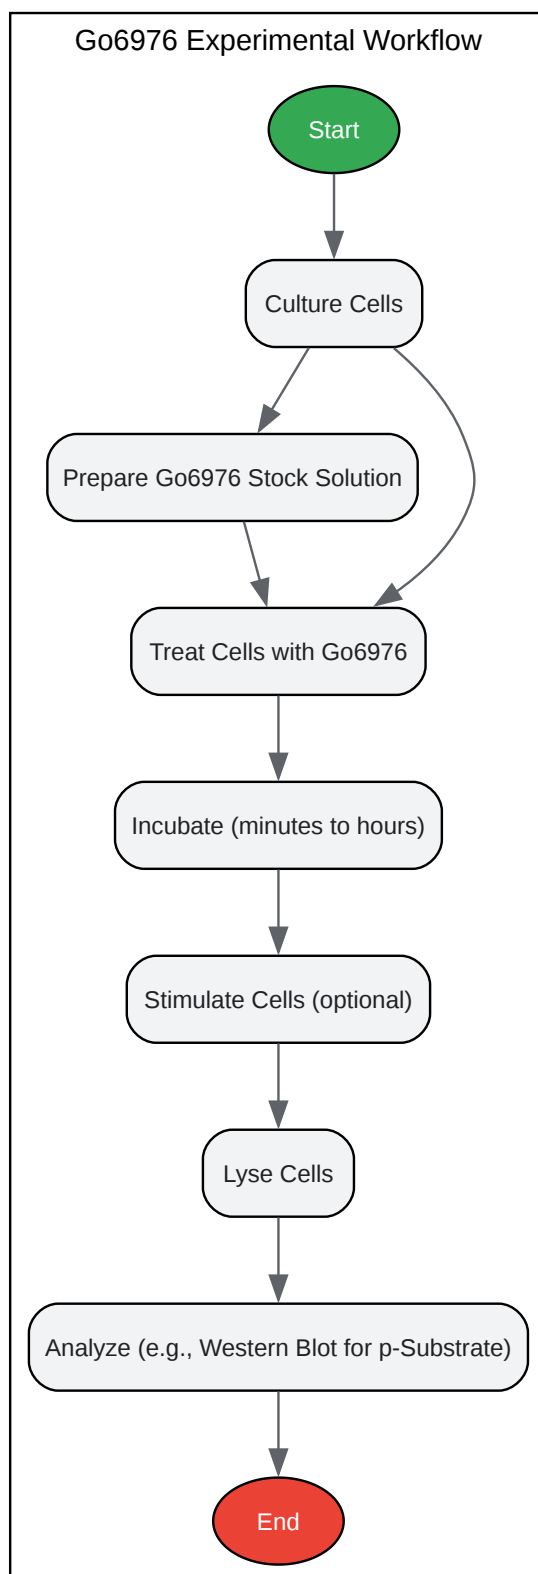 Go6976 Experimental Workflow
Start
Culture Cells
Prepare Go6976 Stock Solution
Treat Cells with Go6976
Incubate (minutes to hours)
Stimulate Cells (optional)
Lyse Cells
Analyze (e.g., Western Blot for p-Substrate)
End